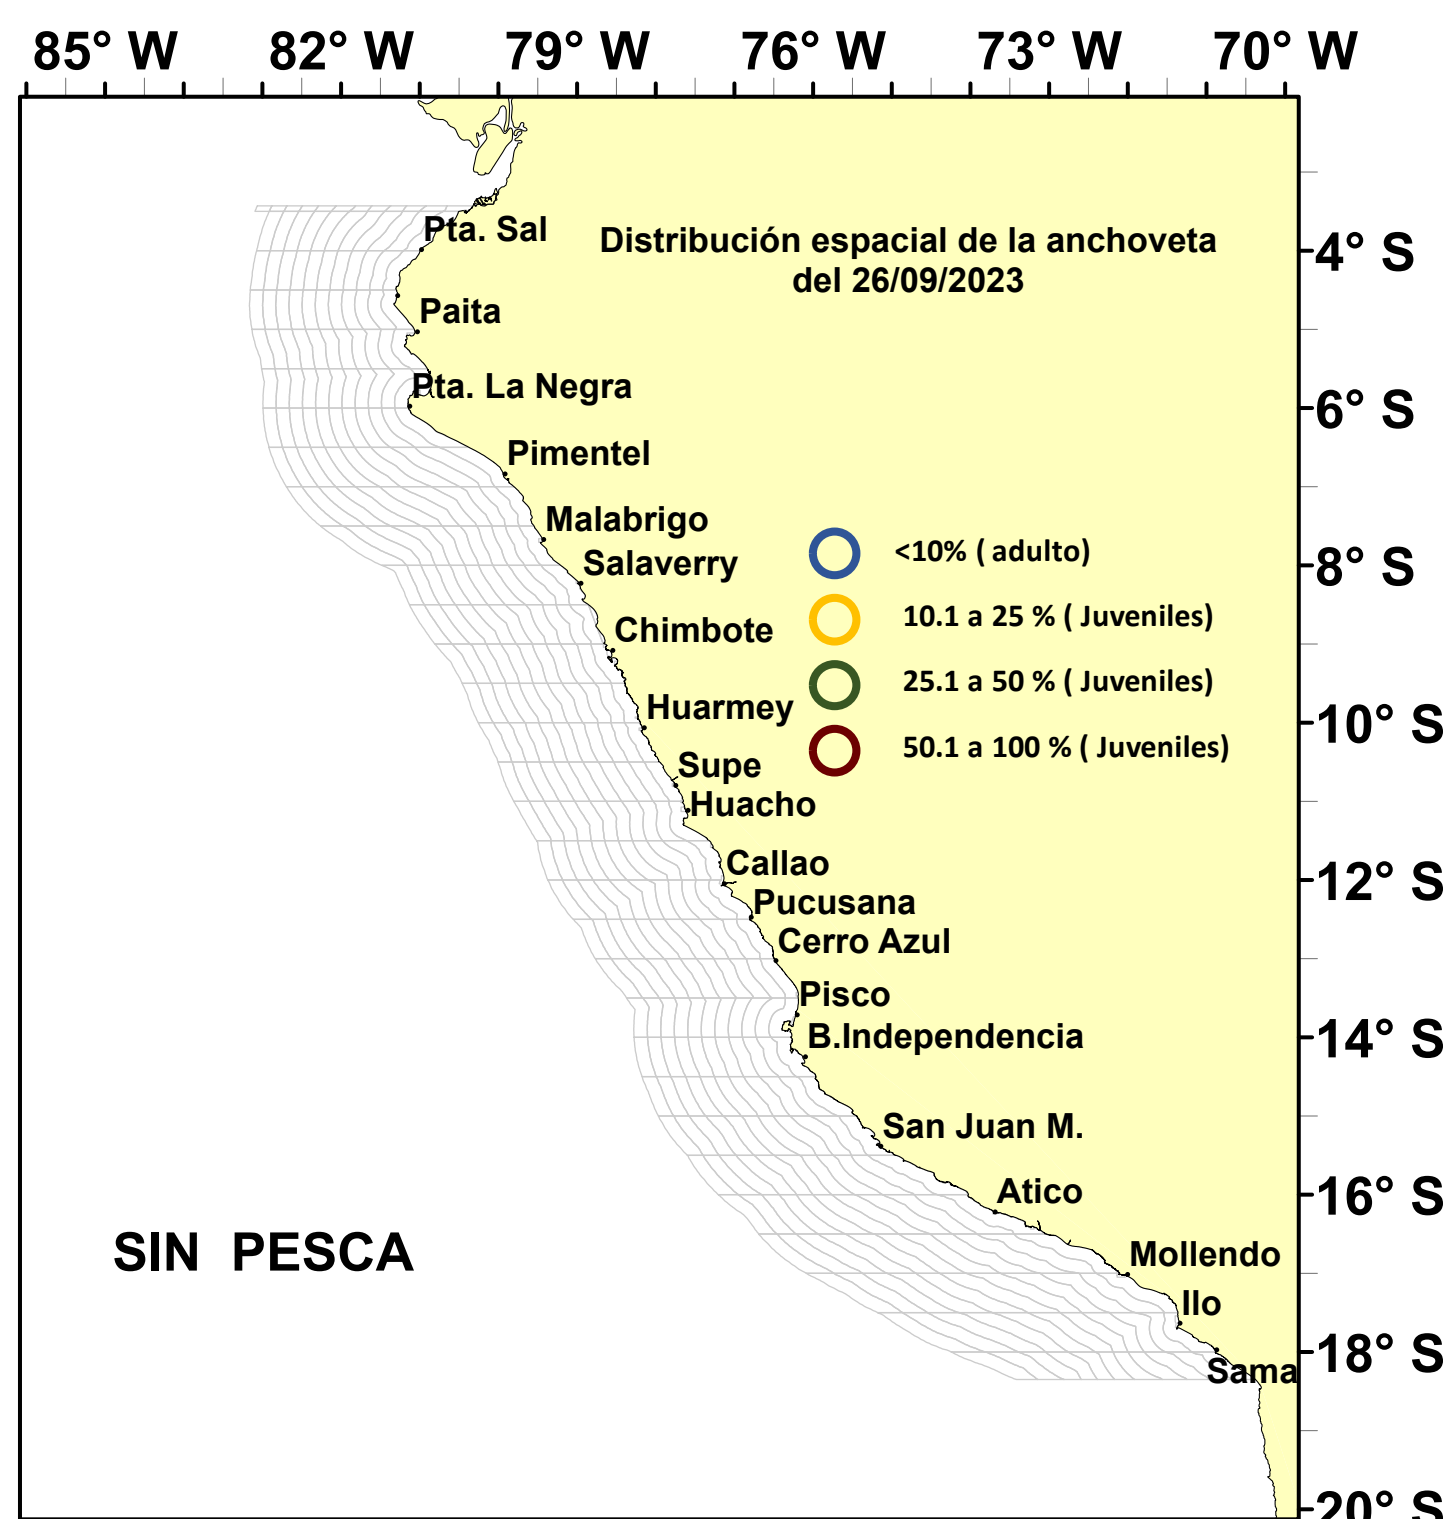 85° W 82° W 79° W 76° W 73° W 70° W
Pta. Sal
Distribución espacial de la anchoveta
del 26/09/2023
4° S
Paita
Pta. La Negra
6° S
Pimentel
Malabrigo
Salaverry
<10% ( adulto)
8° S
10.1 a 25 % ( Juveniles)
Chimbote
25.1 a 50 % ( Juveniles)
Huarmey
10° S
50.1 a 100 % ( Juveniles)
Supe
Huacho
Callao
12° S
Pucusana
Cerro Azul
Pisco
B.Independencia
14° S
San Juan M.
Atico
16° S
SIN PESCA
Mollendo
Ilo
18° S
Sama
20° S